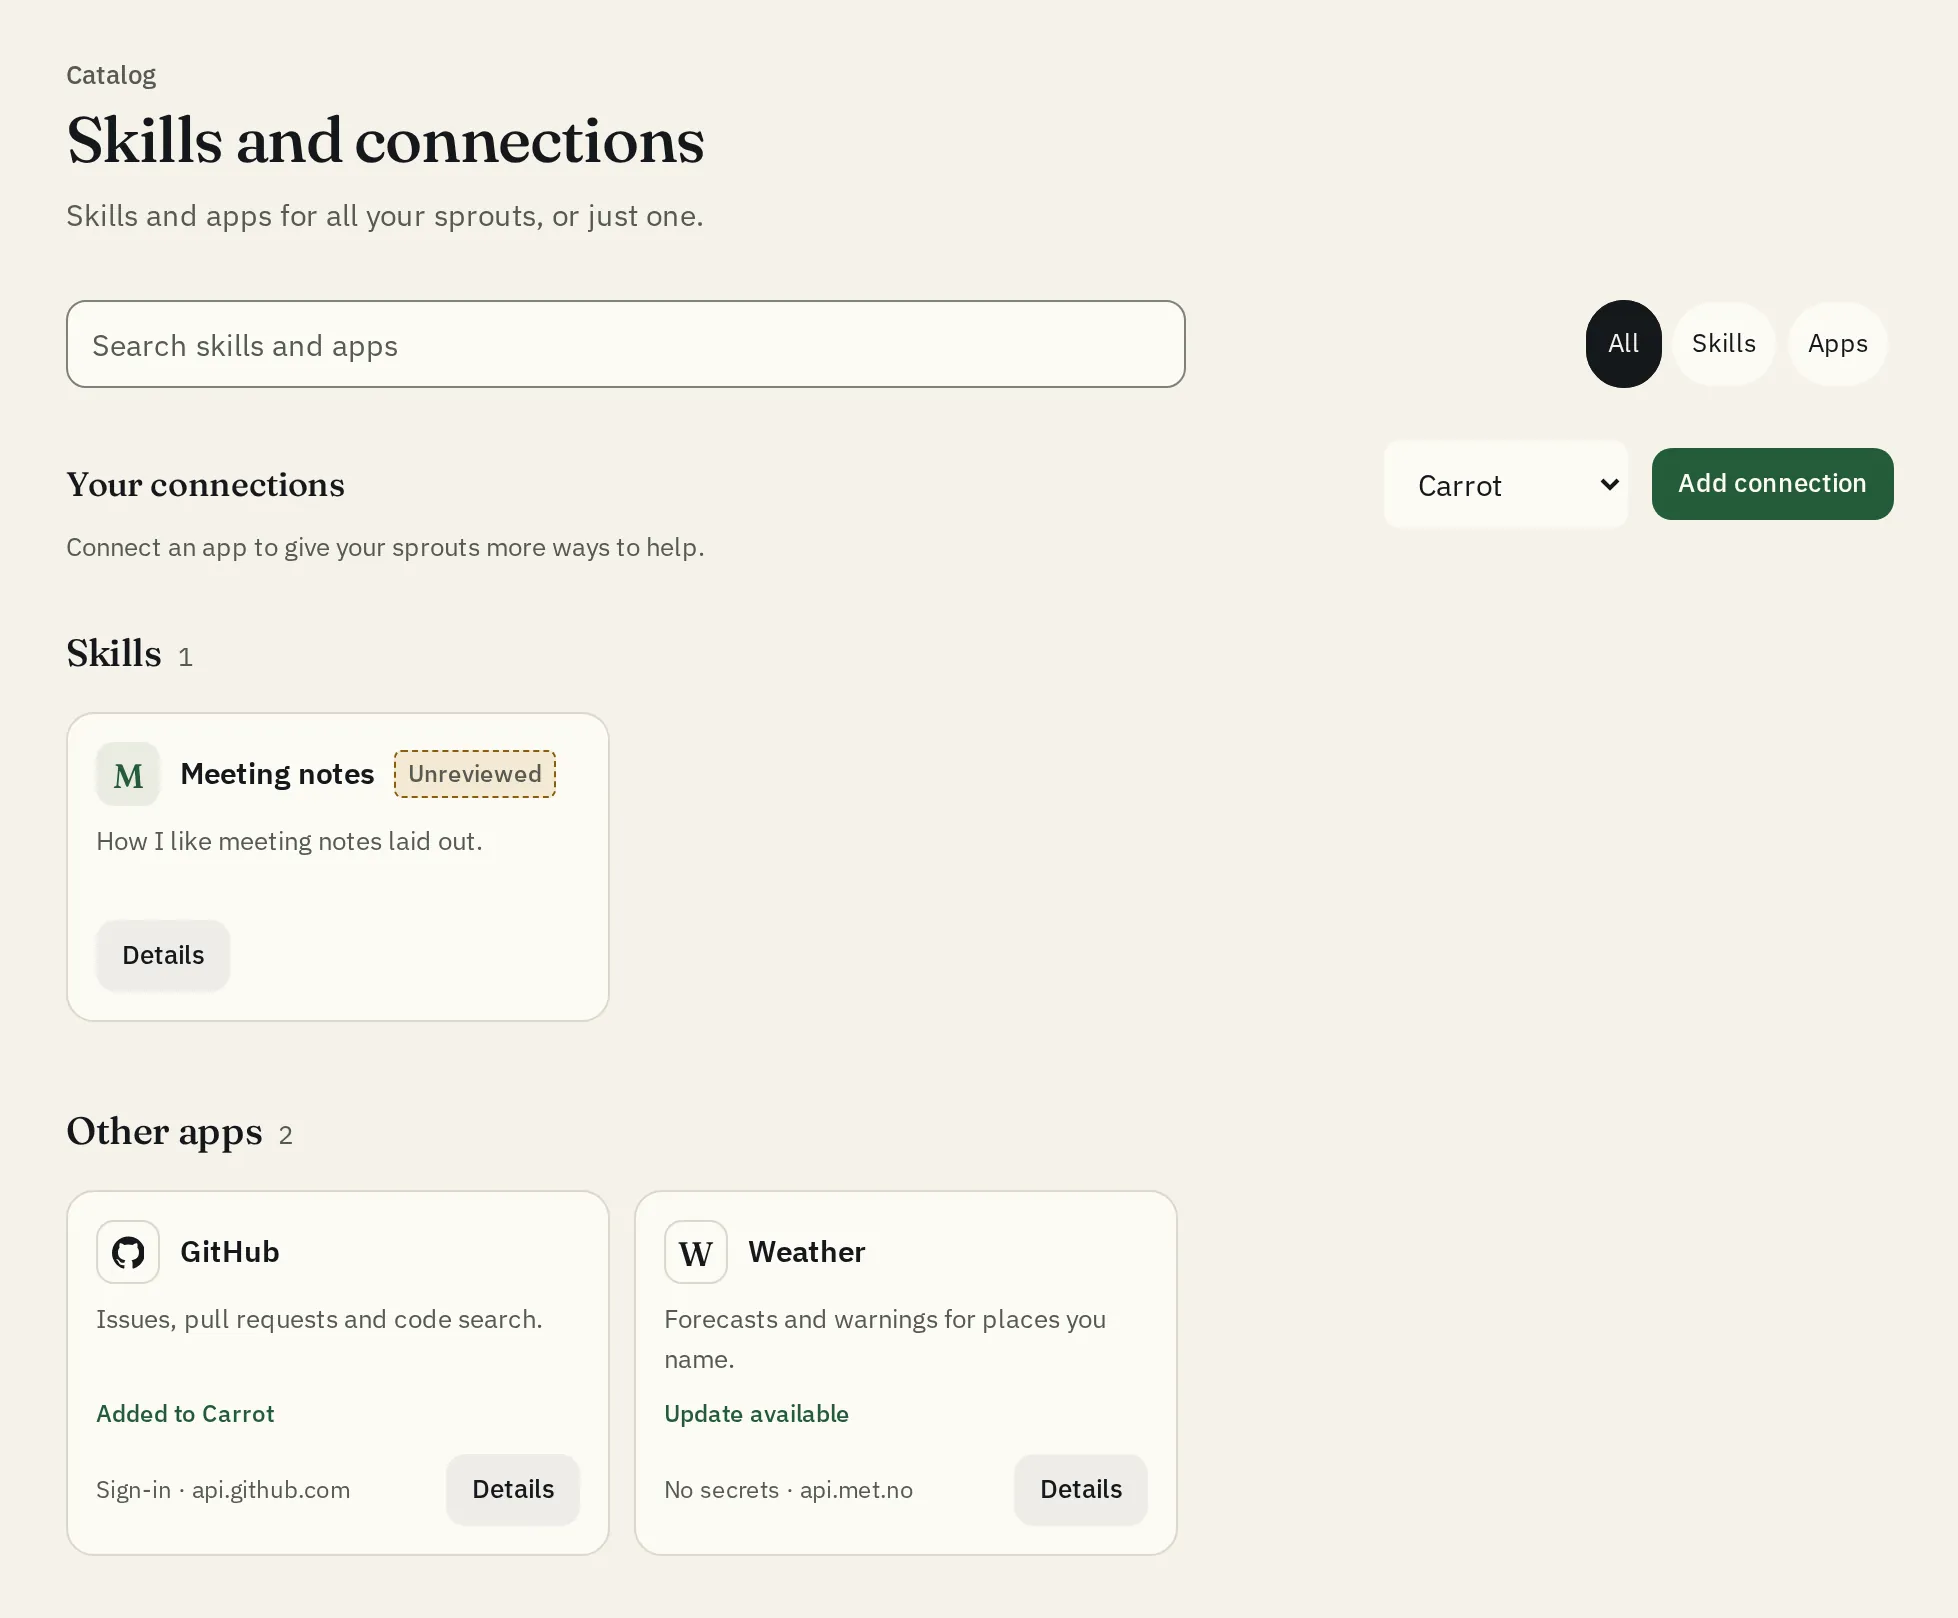 Catalog
Skills and connections
Skills and apps for all your sprouts, or just one.
Search skills and apps
All
Skills
Apps
Your connections
Carrot
Add connection
Connect an app to give your sprouts more ways to help.
Skills 1
M
Meeting notes
Unreviewed
How I like meeting notes laid out.
Details
Other apps 2
GitHub
Issues, pull requests and code search.
Added to Carrot
Sign-in · api.github.com
Details
W
Weather
Forecasts and warnings for places you
name.
Update available
No secrets · api.met.no
Details